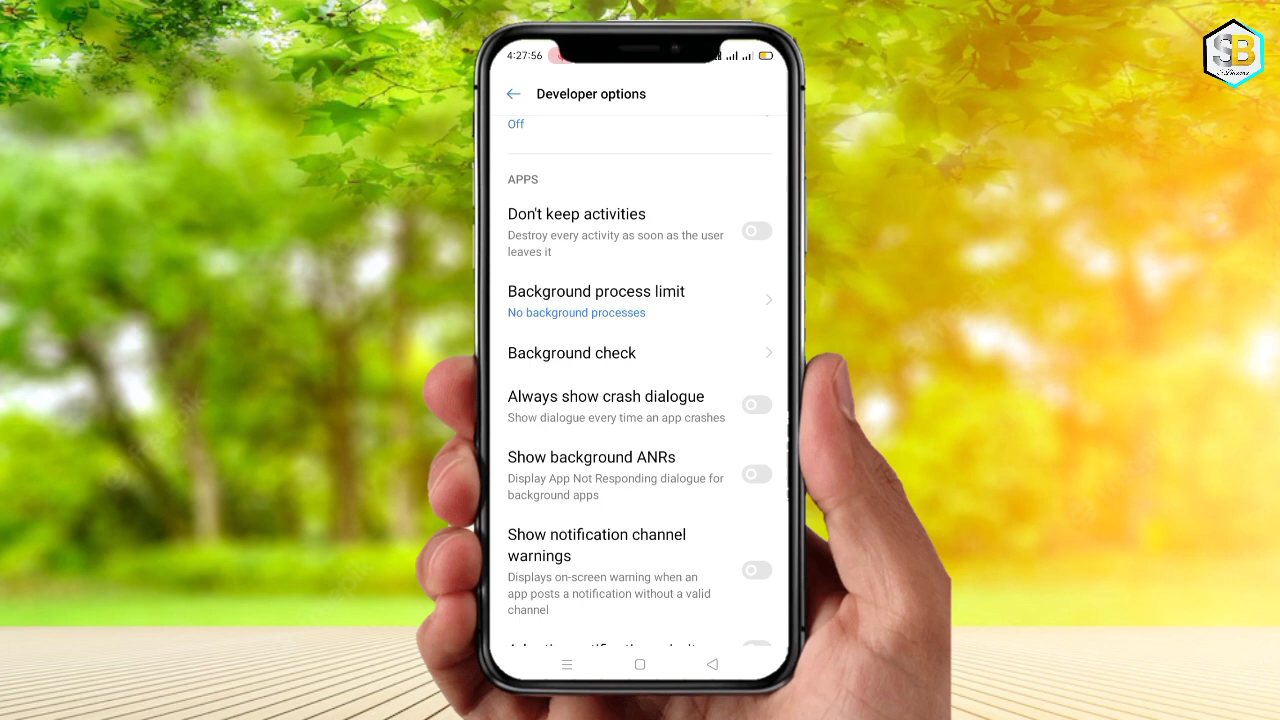 SB
4:27:56
Developer options
Off
APPS
Don't keep activities
Destroy every activity as soon as the user
leaves it
Background process limit
No background processes
Background check
Always show crash dialogue
Show dialogue every time an app crashes
Show background ANRs
Display App Not Responding dialogue for
background apps
Show notification channel
warnings
Displays on-screen warning when an
app posts a notification without a valid
channel